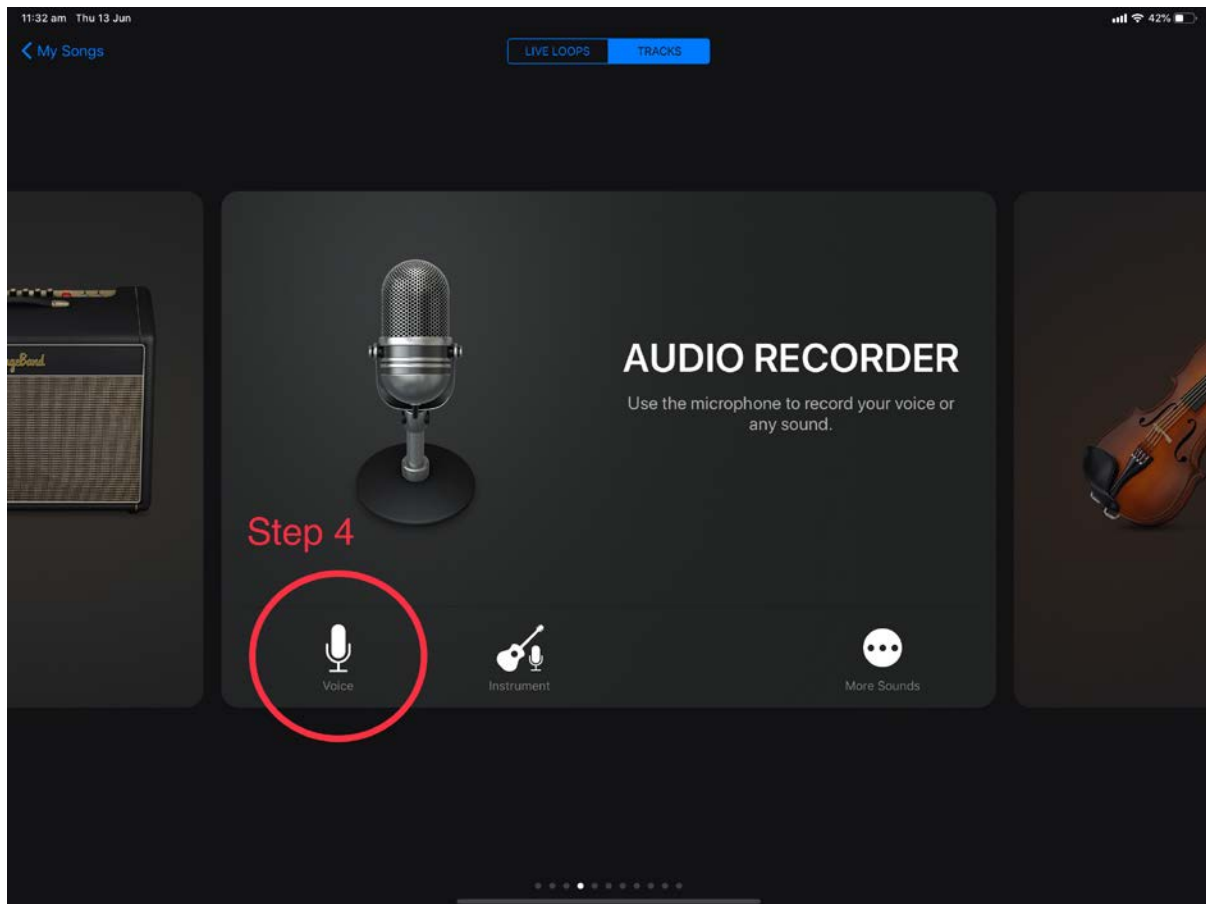 11:32 am Thu 13 Jun
42%
My Songs
LIVE LOOPS
TRACKS
AUDIO RECORDER
Use the microphone to record your voice or
any sound.
Step 4
Voice
Instrument
More Sounds